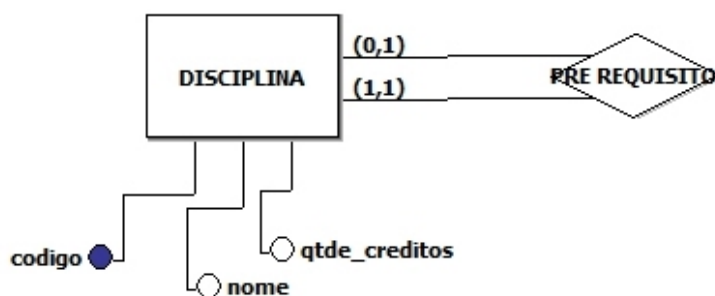 (0,1)
DISCIPLINA
PRE REQUISITO
(1,1)
codigo
qtde_creditos
nome